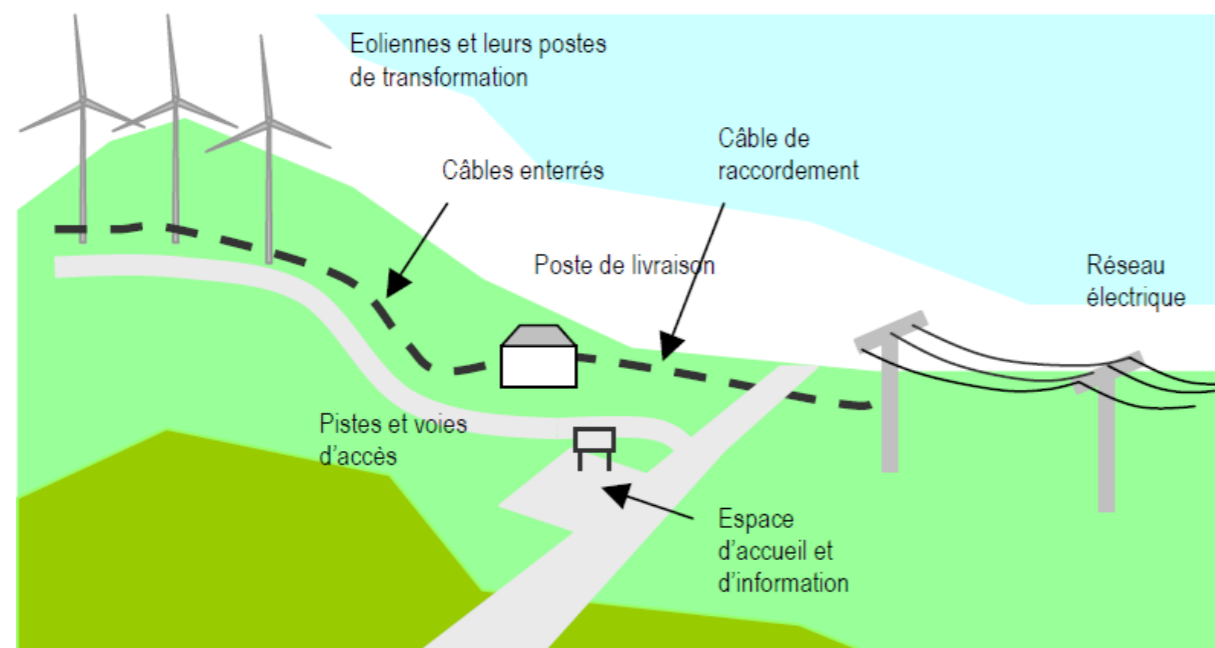 Eoliennes et leurs postes
de transformation
Câble de
raccordement
Câbles enterrés
Poste de livraison
Réseau
électrique
Pistes et voies
d’accès
Espace
d’accueil et
d’information